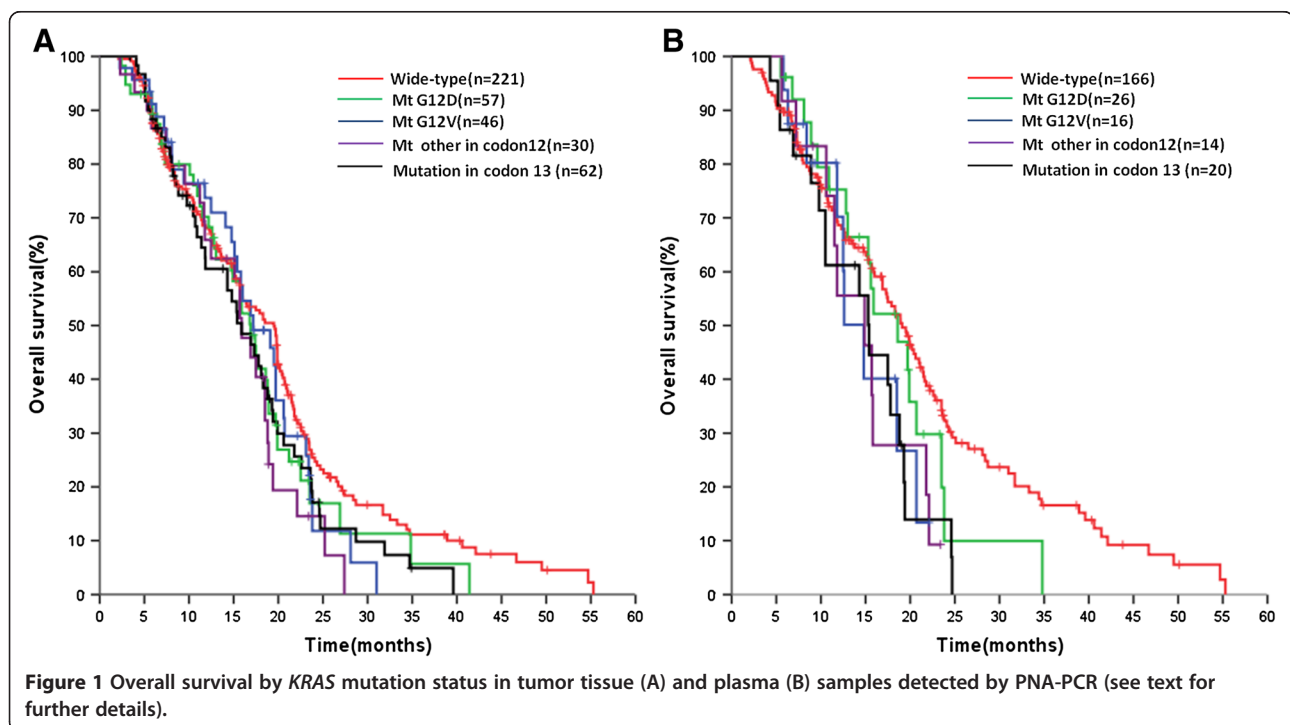 A
100
90
80
70
60
50
40
30
20
10
0
Overall survival(%)
Wide-type(n=221)
Mt G12D(n=57)
Mt G12V(n=46)
Mt other in codon12(n=30)
Mutation in codon 13 (n=62)
0 5 10 15 20 25 30 35 40 45 50 55 60
Time(months)
B
100
90
80
70
60
50
40
30
20
10
0
Overall survival(%)
Wide-type(n=166)
Mt G12D(n=26)
Mt G12V(n=16)
Mt other in codon12(n=14)
Mutation in codon 13 (n=20)
0 5 10 15 20 25 30 35 40 45 50 55 60
Time(months)
Figure 1 Overall survival by KRAS mutation status in tumor tissue (A) and plasma (B) samples detected by PNA-PCR (see text for
further details).